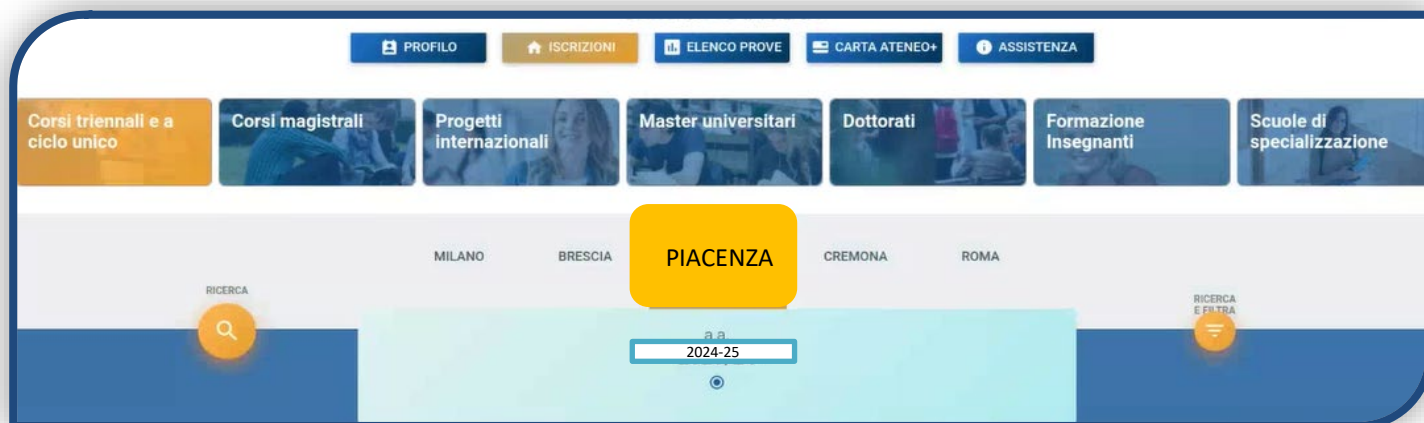 PROFILO
ISCRIZIONI
ELENCO PROVE
CARTA ATENEO+
ASSISTENZA
Corsi triennali e a
ciclo unico
Corsi magistrali
Progetti
internazionali
Master universitari
Dottorati
Formazione
Insegnanti
Scuole di
specializzazione
MILANO
BRESCIA
PIACENZA
CREMONA
ROMA
RICERCA
RICERCA
E FILTRA
a.a.
2024-25